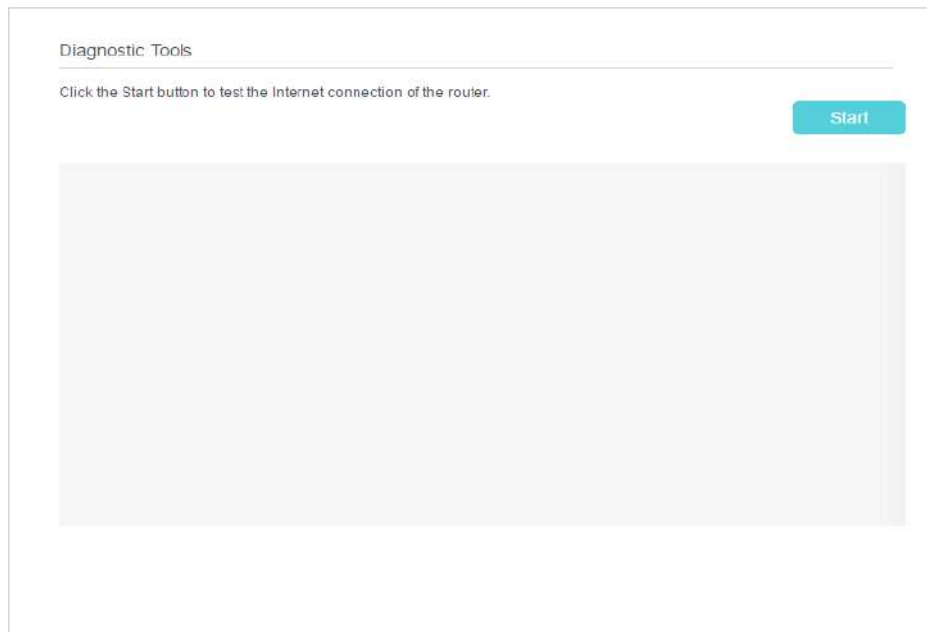 Diagnostic Tools
Click the Start button to test the Internet connection of the router.
Start